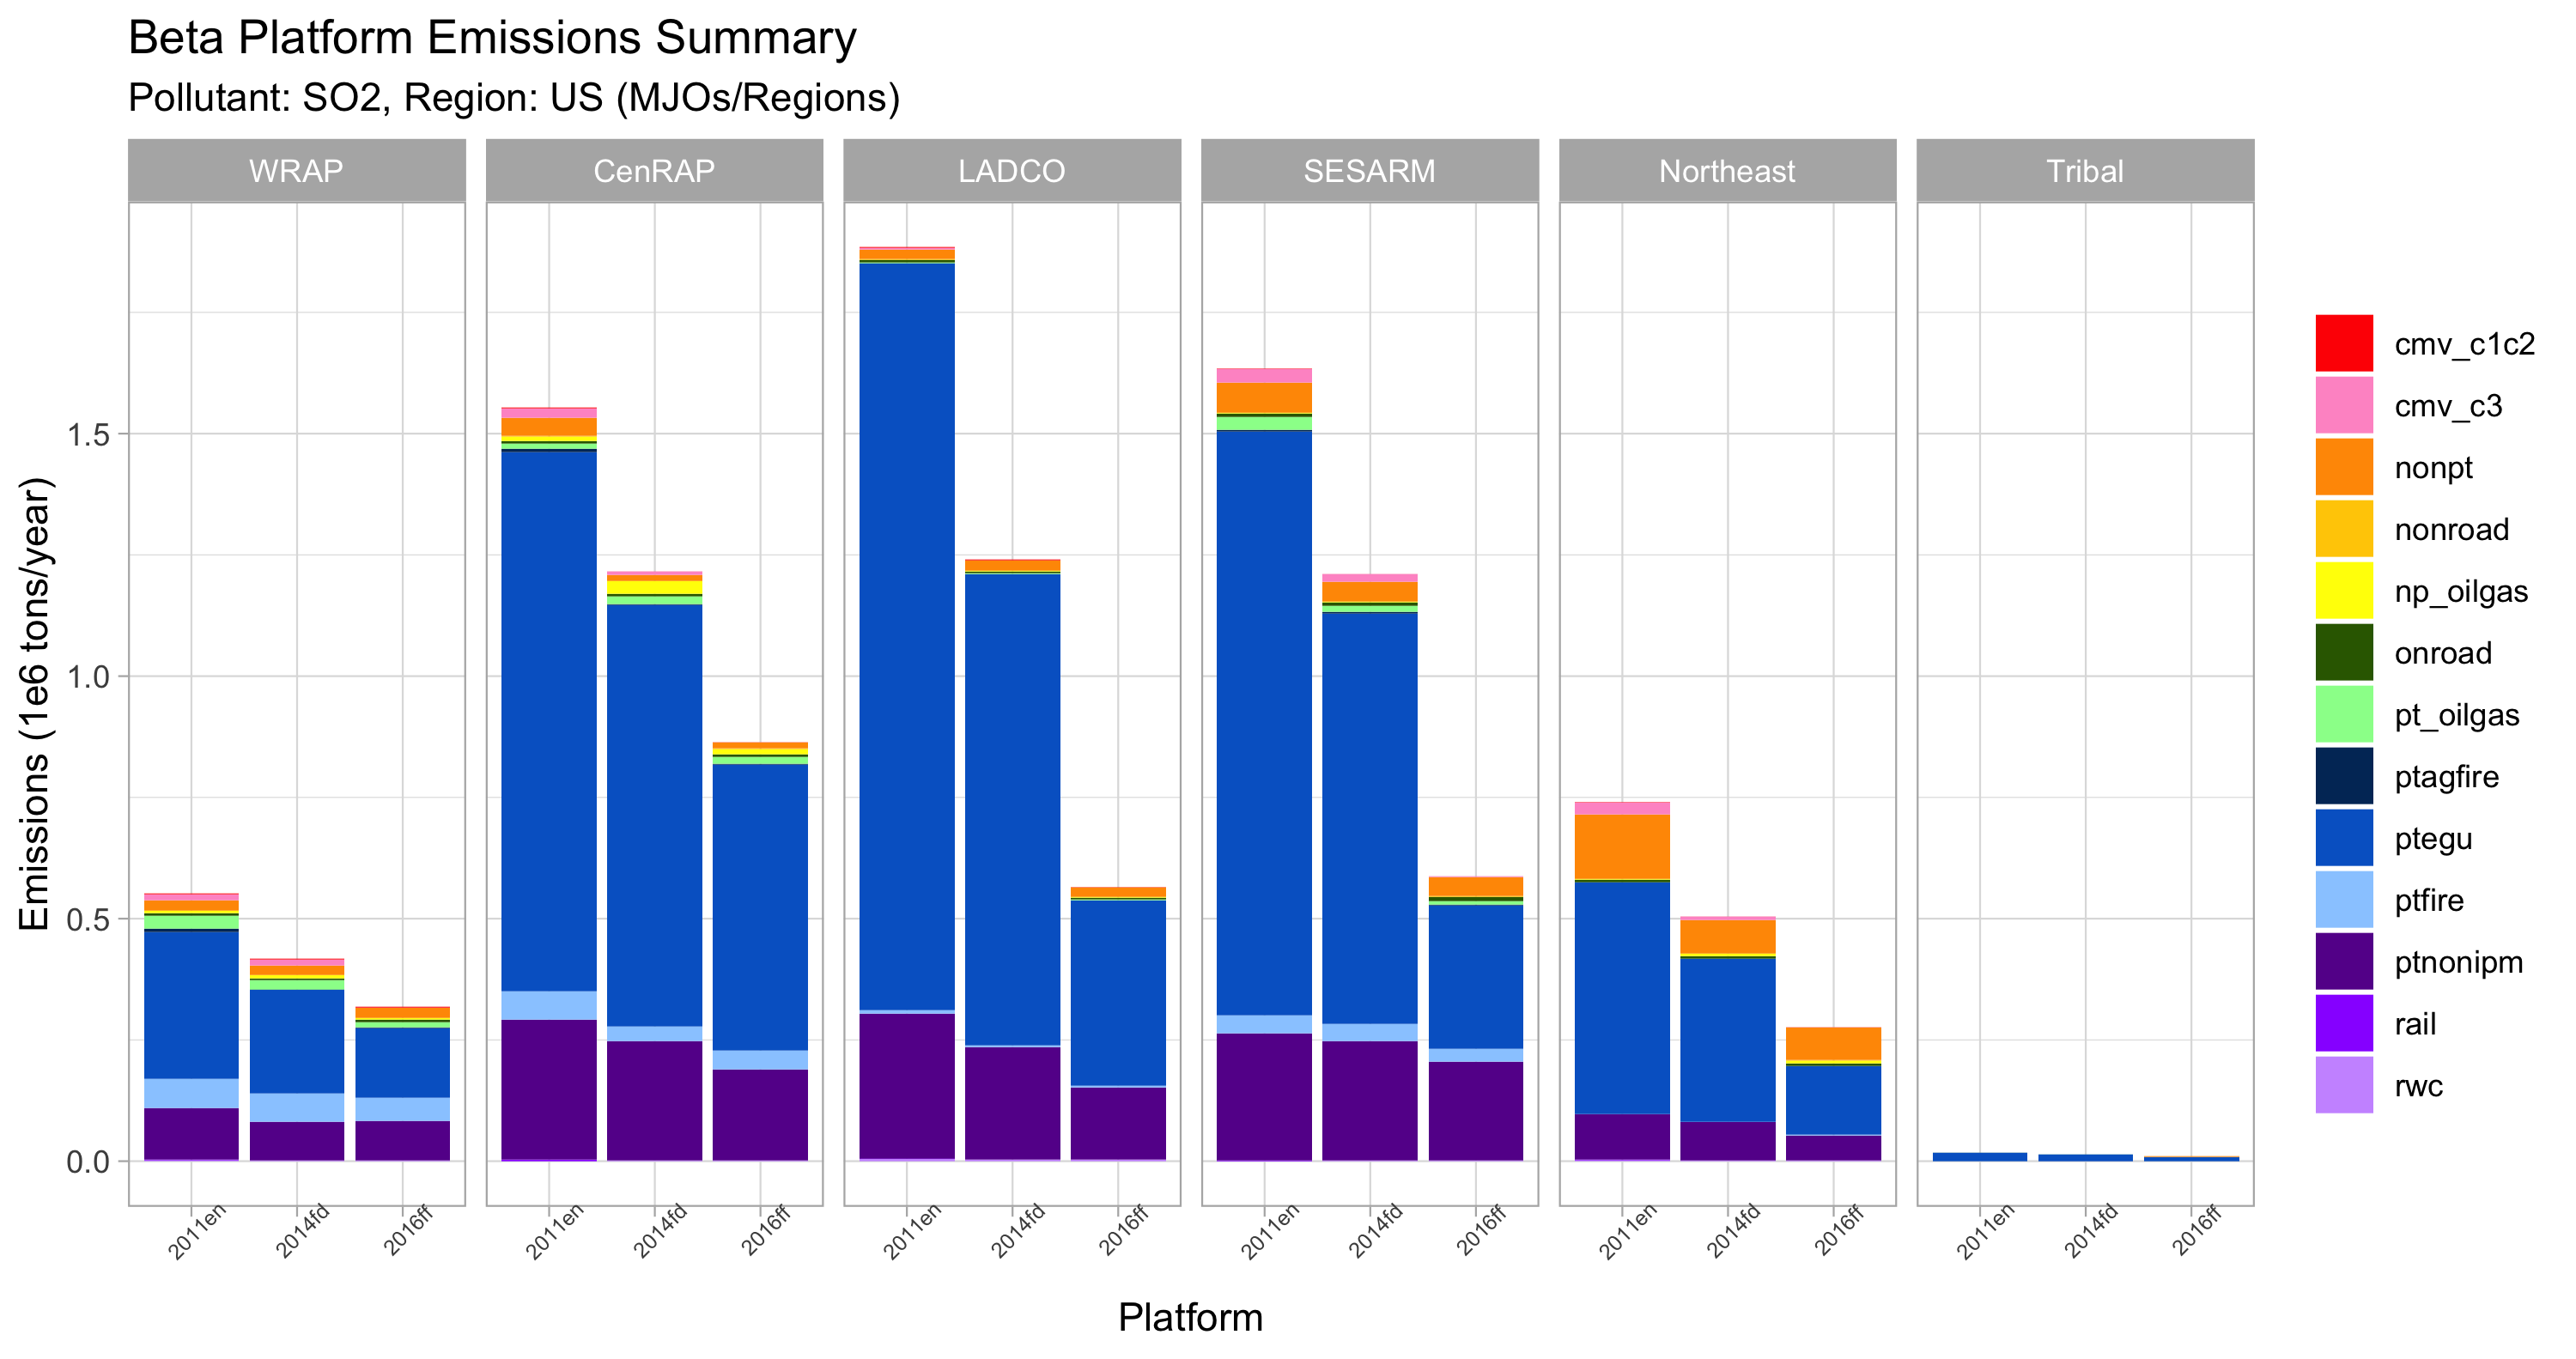 Beta Platform Emissions Summary
Pollutant: SO2, Region: US (MJOs/Regions)
WRAP
CenRAP
LADCO
SESARM
Northeast
Tribal
Emissions (1e6 tons/year)
1.5
1.0
0.5
0.0
2011en
2014fd
2016ff
2011en
2014fd
2016ff
2011en
2014fd
2016ff
2011en
2014fd
2016ff
2011en
2014fd
2016ff
2011en
2014fd
2016ff
Platform
cmv_c1c2
cmv_c3
nonpt
nonroad
np_oilgas
onroad
pt_oilgas
ptagfire
ptegu
ptfire
ptnonipm
rail
rwc